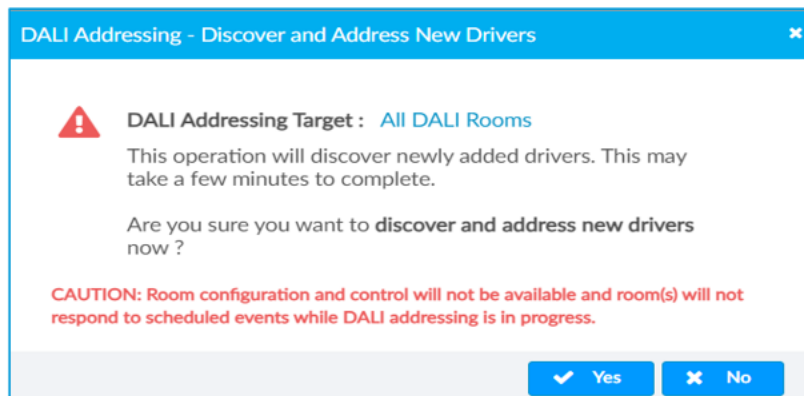 DALI Addressing - Discover and Address New Drivers
DALI Addressing Target : All DALI Rooms
This operation will discover newly added drivers. This may
take a few minutes to complete.
Are you sure you want to discover and address new drivers
now ?
CAUTION: Room configuration and control will not be available and room(s) will not
respond to scheduled events while DALI addressing is in progress.
Yes
No